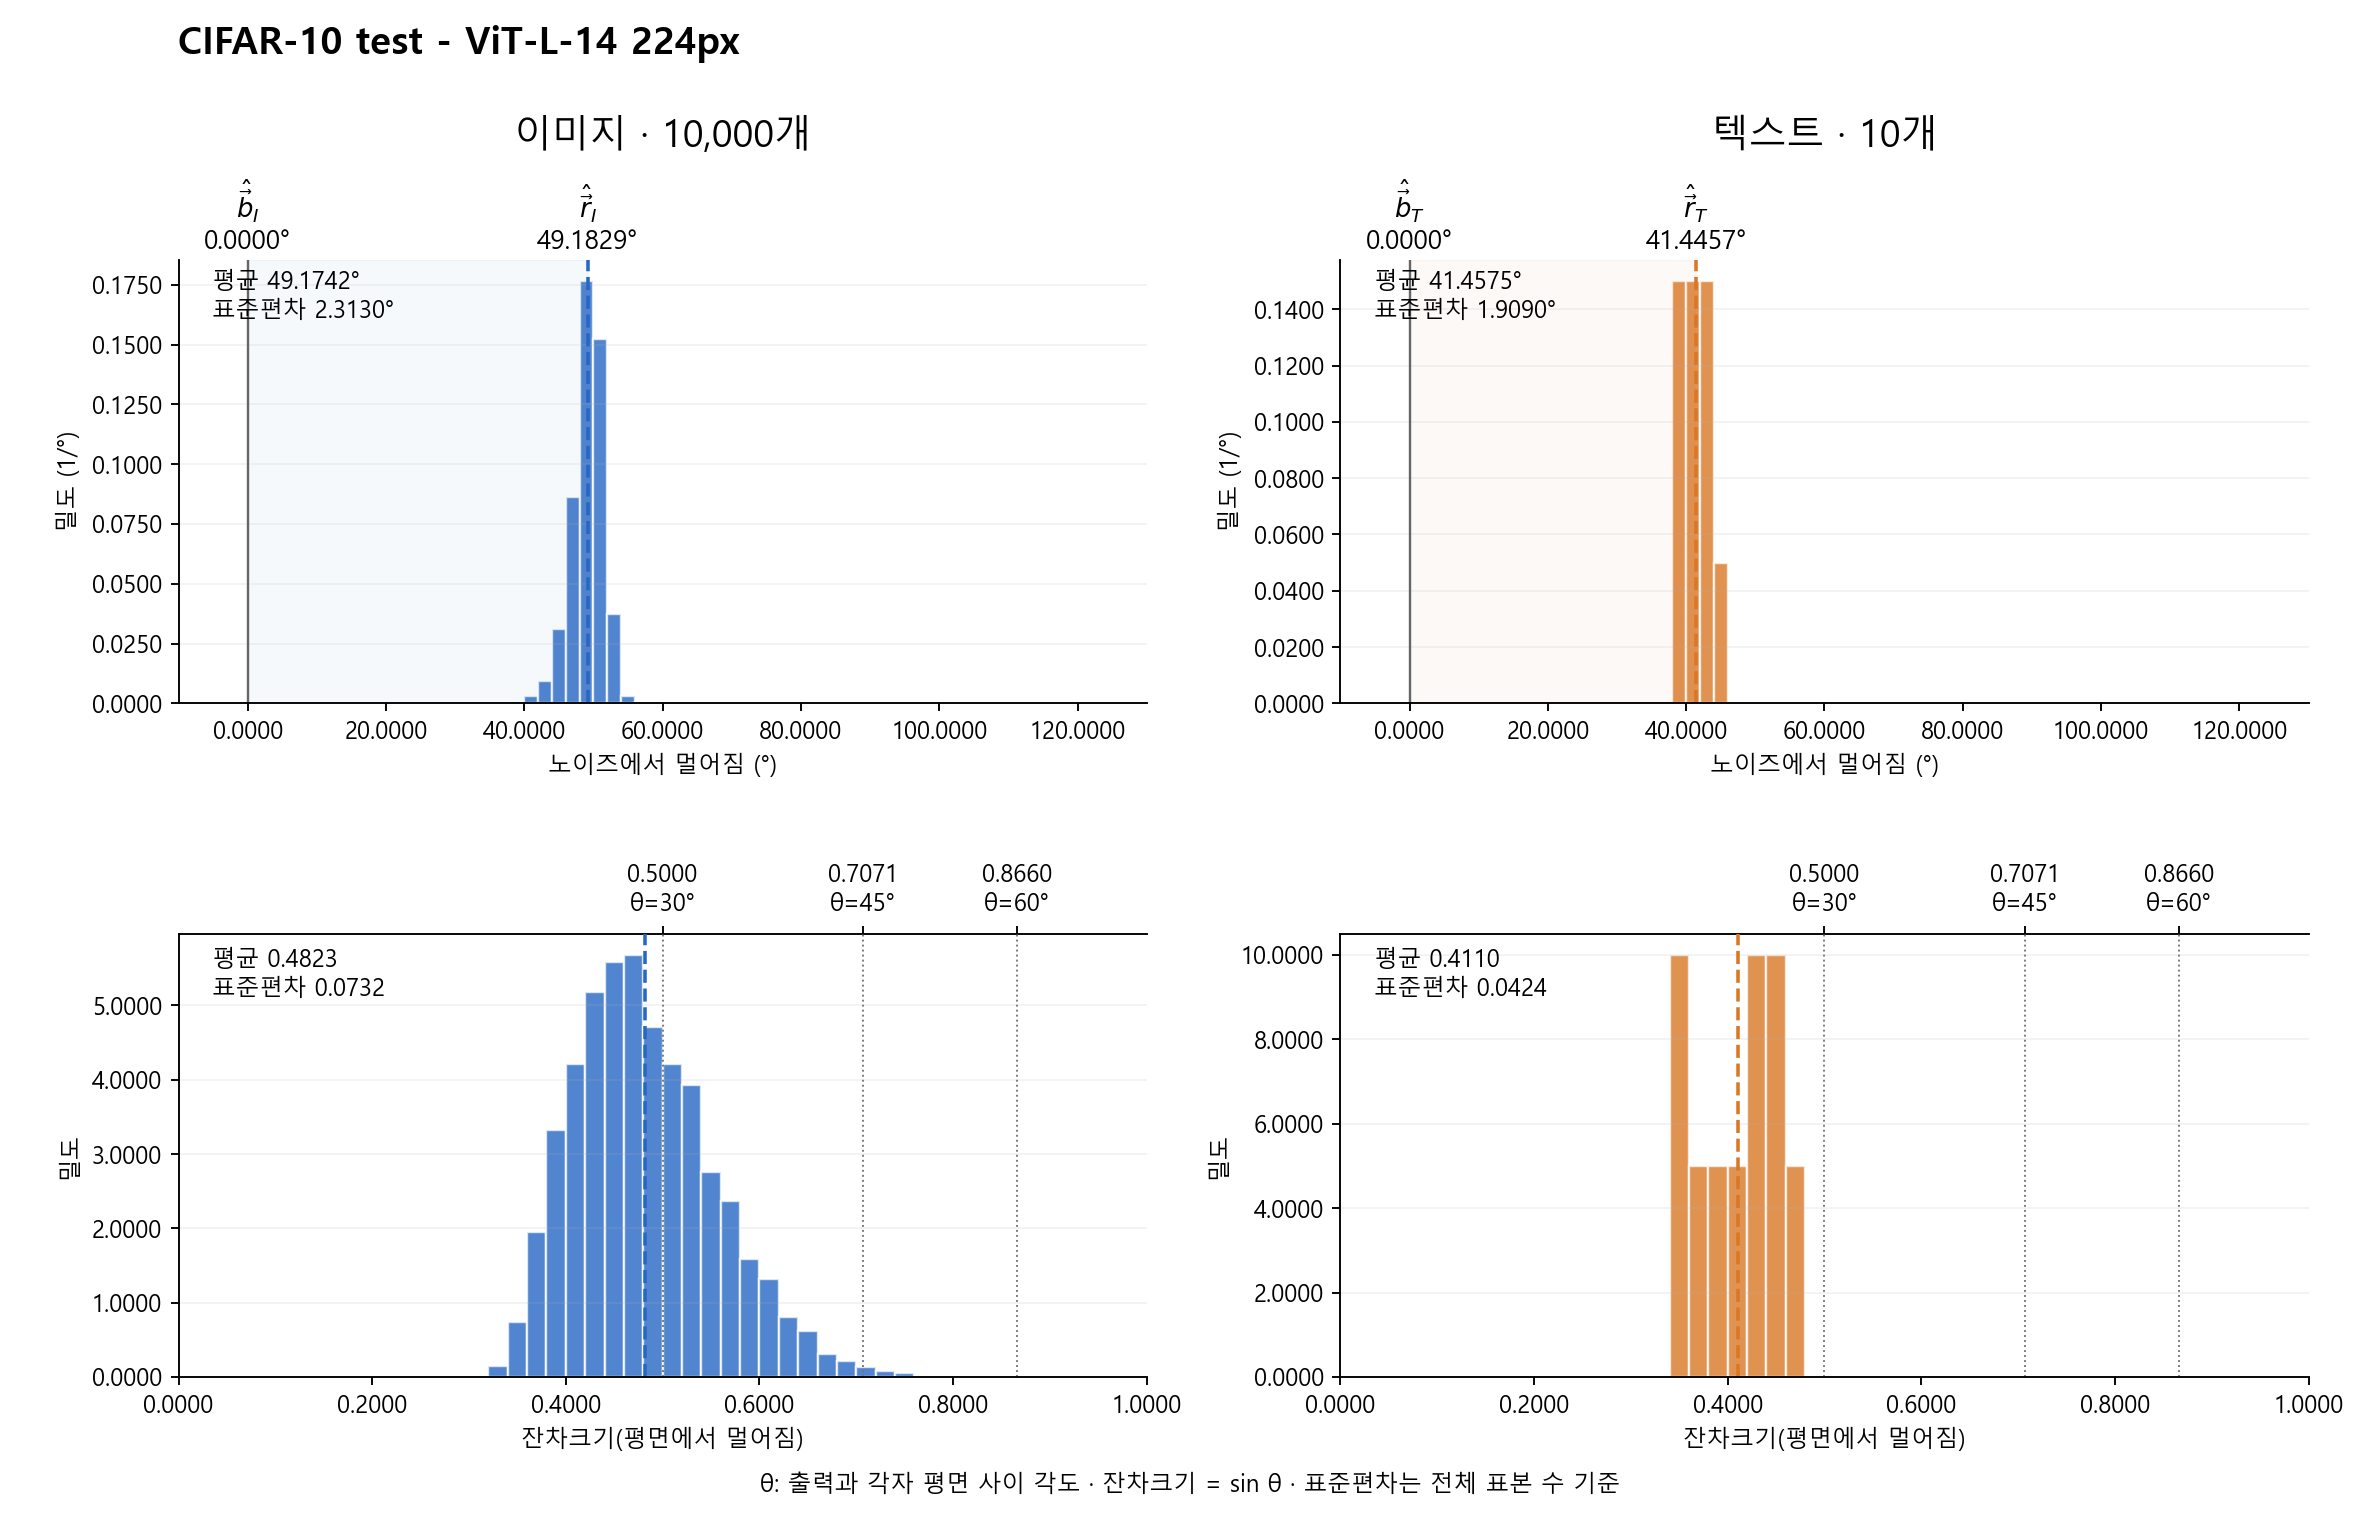 CIFAR-10 test - ViT-L-14 224px
이미지 · 10,000개
b̂⃗_I
0.0000°
r̂⃗_I
49.1829°
평균 49.1742°
표준편차 2.3130°
밀도 (1/°)
0.1750
0.1500
0.1250
0.1000
0.0750
0.0500
0.0250
0.0000
0.0000 20.0000 40.0000 60.0000 80.0000 100.0000 120.0000
노이즈에서 멀어짐 (°)
텍스트 · 10개
b̂⃗_T
0.0000°
r̂⃗_T
41.4457°
평균 41.4575°
표준편차 1.9090°
밀도 (1/°)
0.1400
0.1200
0.1000
0.0800
0.0600
0.0400
0.0200
0.0000
0.0000 20.0000 40.0000 60.0000 80.0000 100.0000 120.0000
노이즈에서 멀어짐 (°)
0.5000 0.7071 0.8660
θ=30° θ=45° θ=60°
평균 0.4823
표준편차 0.0732
밀도
5.0000
4.0000
3.0000
2.0000
1.0000
0.0000
0.0000 0.2000 0.4000 0.6000 0.8000 1.0000
잔차크기(평면에서 멀어짐)
0.5000 0.7071 0.8660
θ=30° θ=45° θ=60°
평균 0.4110
표준편차 0.0424
밀도
10.0000
8.0000
6.0000
4.0000
2.0000
0.0000
0.0000 0.2000 0.4000 0.6000 0.8000 1.0000
잔차크기(평면에서 멀어짐)
θ: 출력과 각자 평면 사이 각도 · 잔차크기 = sin θ · 표준편차는 전체 표본 수 기준